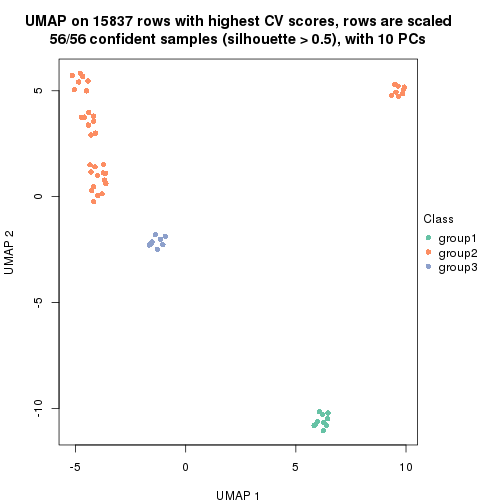 UMAP on 15837 rows with highest CV scores, rows are scaled
56/56 confident samples (silhouette > 0.5), with 10 PCs
5
0
-5
-10
UMAP 2
-5
0
5
10
UMAP 1
Class
group1
group2
group3